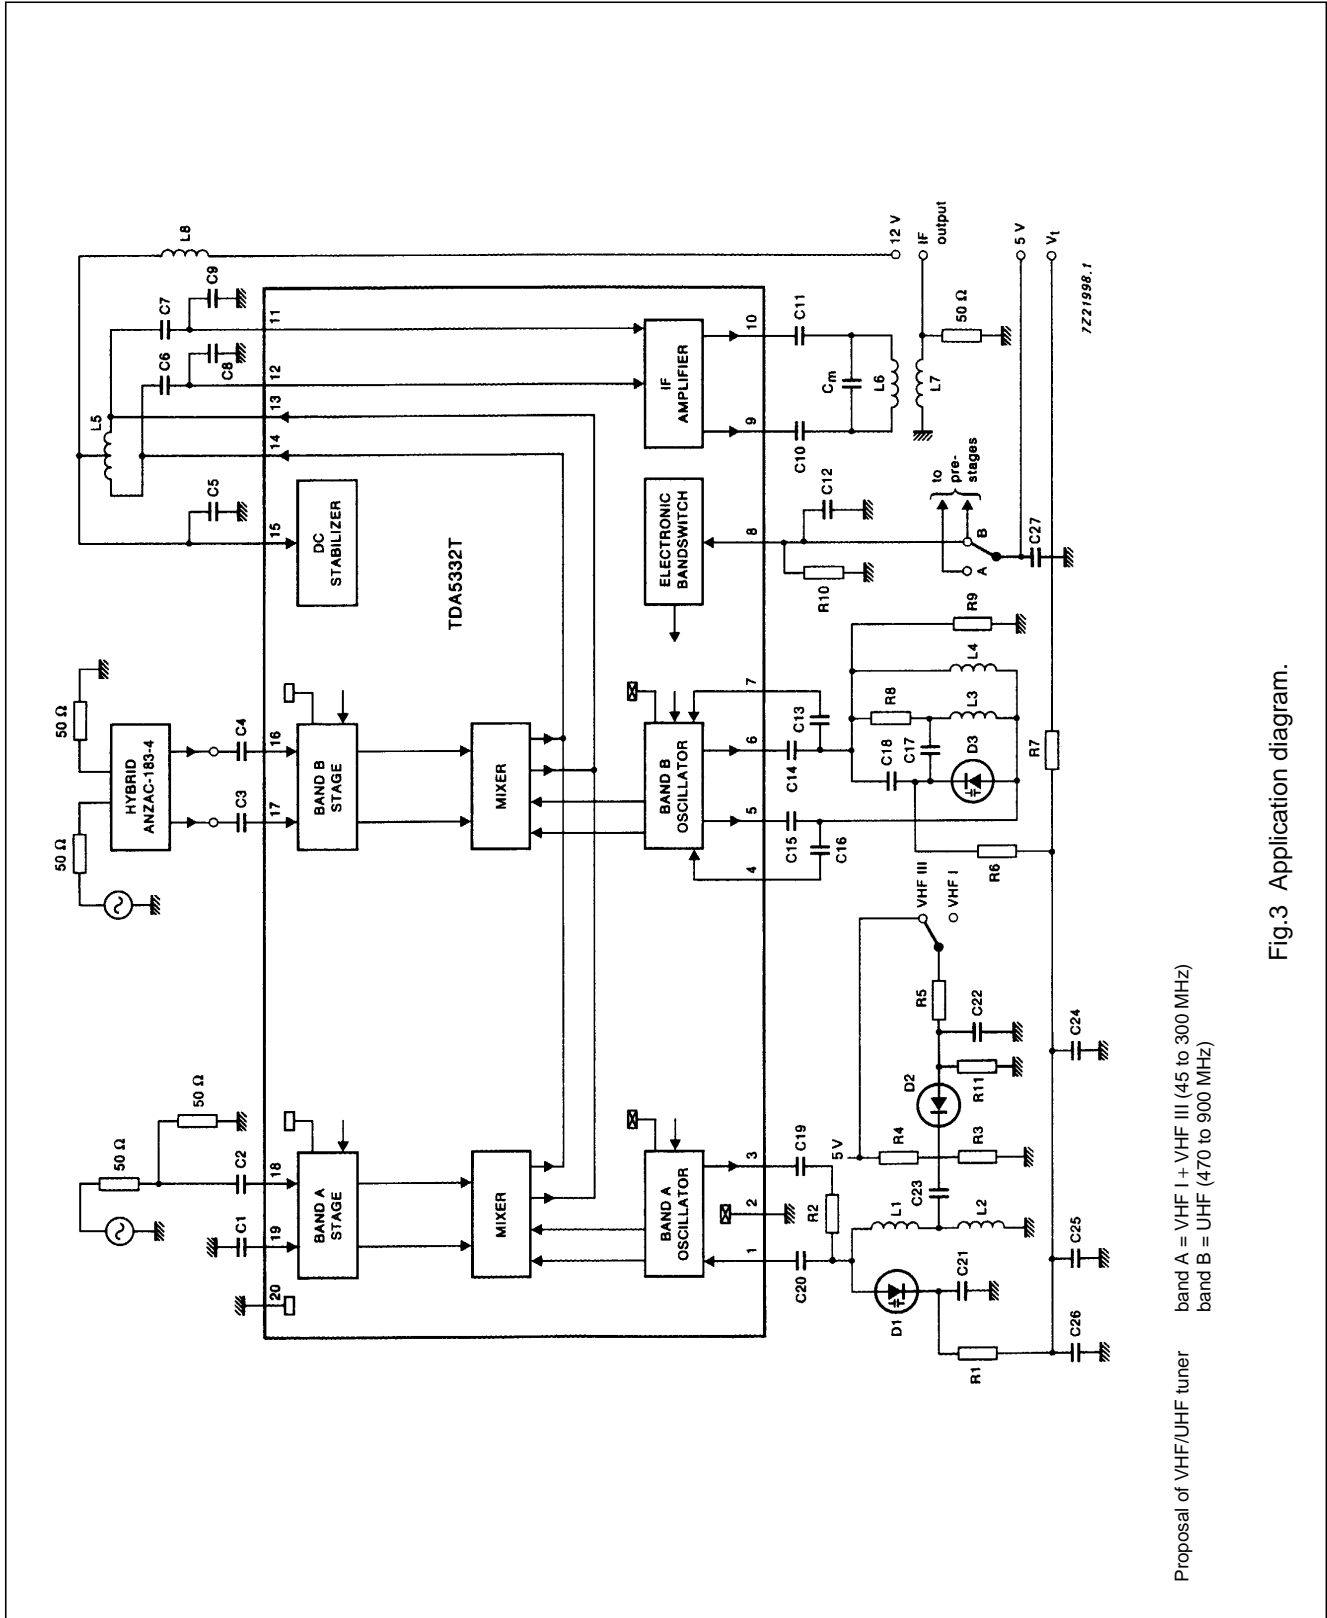 50 Ω
50 Ω
50 Ω
50 Ω
HYBRID
ANZAC-183-4
C1
C2
C3
C4
C5
L5
C6
C7
C8
C9
L8
20
19
18
17
16
15
14
13
12
11
BAND A
STAGE
BAND B
STAGE
DC
STABILIZER
TDA5332T
MIXER
MIXER
BAND A
OSCILLATOR
BAND B
OSCILLATOR
ELECTRONIC
BANDSWITCH
IF
AMPLIFIER
1
2
3
4
5
6
7
8
9
10
C20
R2
C19
C15
C16
C14
C13
R10
C12
C10
C11
Cm
L6
L7
50 Ω
12 V
IF
output
5 V
Vt
D1
C21
L1
L2
C23
5 V
R4
R3
D2
R11
C22
R5
VHF III
VHF I
R6
C18
C17
R8
D3
L3
L4
R9
A
B
to
pre-
stages
C27
R1
C26
C25
C24
R7
7Z21998.1
Proposal of VHF/UHF tuner
band A = VHF I + VHF III (45 to 300 MHz)
band B = UHF (470 to 900 MHz)
Fig.3 Application diagram.